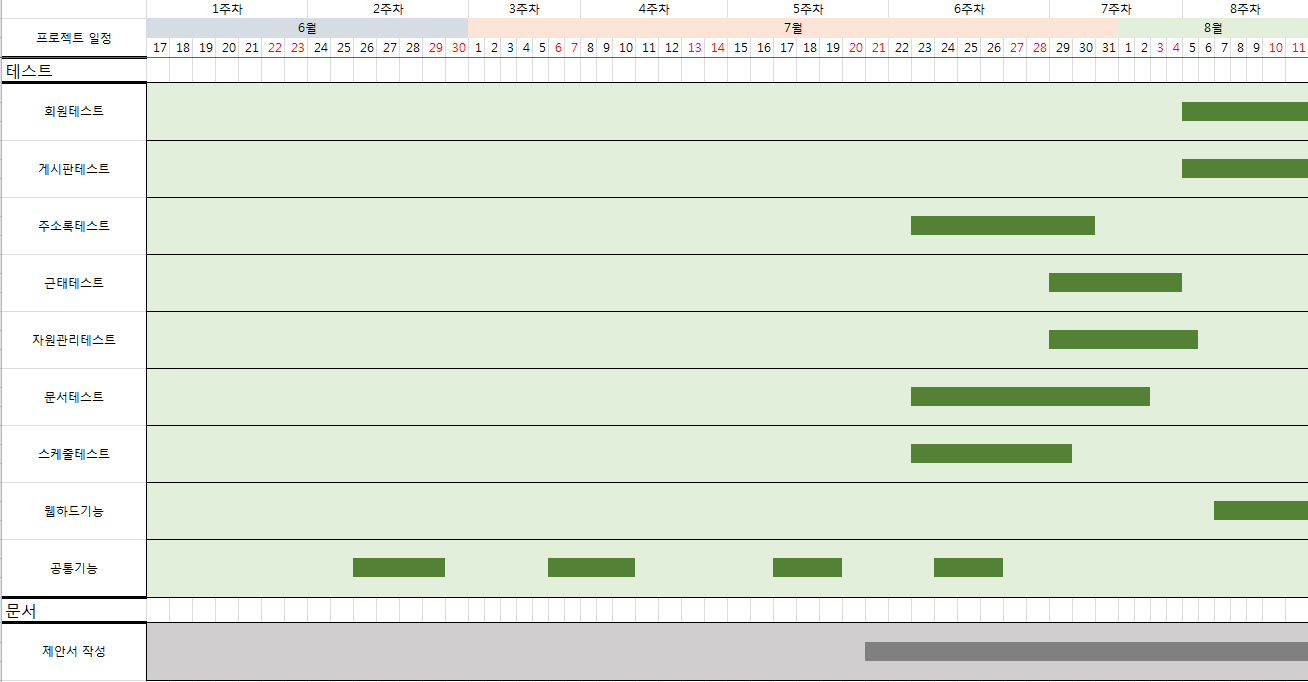 1주차 2주차 3주차 4주차 5주차 6주차 7주차 8주차
프로젝트 일정 6월 7월 8월
17 18 19 20 21 22 23 24 25 26 27 28 29 30 1 2 3 4 5 6 7 8 9 10 11 12 13 14 15 16 17 18 19 20 21 22 23 24 25 26 27 28 29 30 31 1 2 3 4 5 6 7 8 9 10 11
테스트
회원테스트
게시판테스트
주소록테스트
근태테스트
자원관리테스트
문서테스트
스케줄테스트
웹하드기능
공통기능
문서
제안서 작성